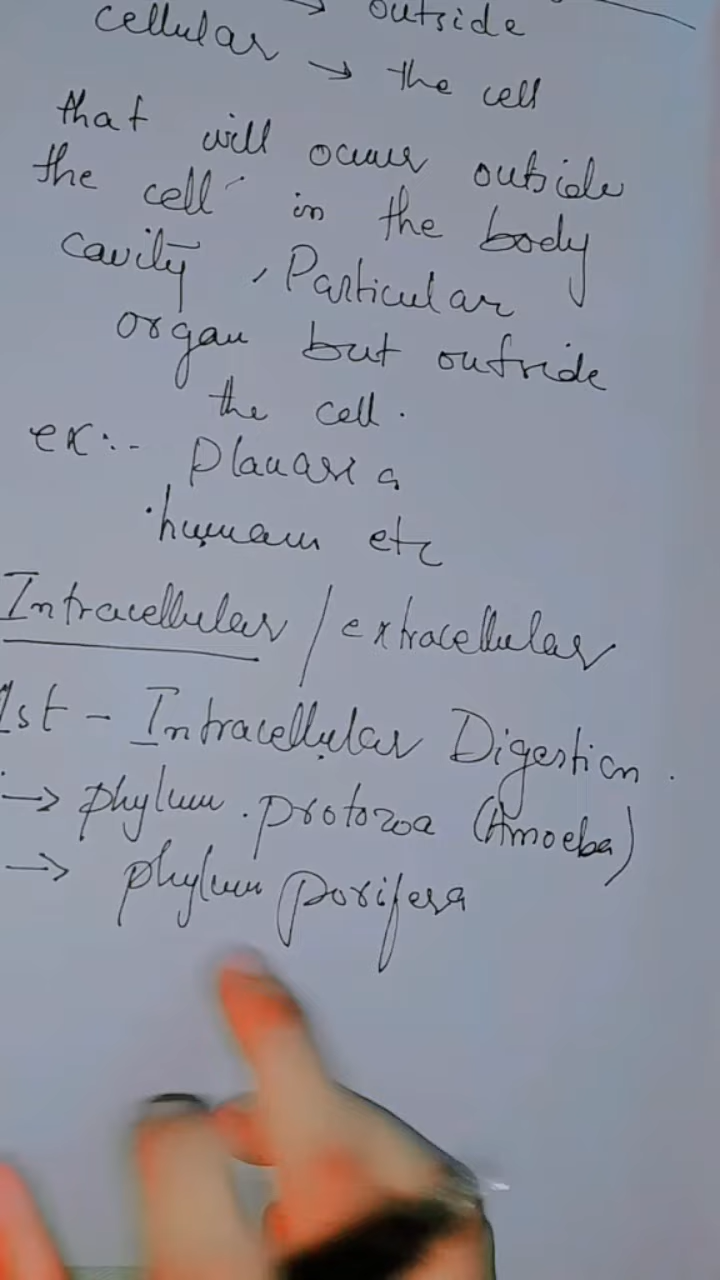 → outside
cellular → the cell
that will occur outside
the cell in the body
cavity, Particular
organ but outside
the cell.
ex:- Planaria
human etc
Intracellular / extracellular
1st - Intracellular Digestion.
→ phylum protozoa (Amoeba)
→ phylum porifera